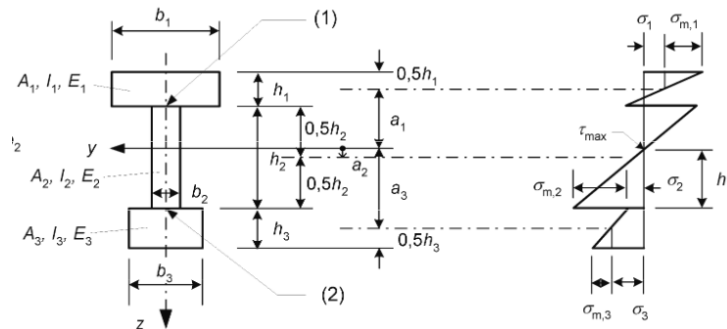 b₁
(1)
σ₁
σₘ,₁
A₁, I₁, E₁
h₁
0,5h₁
a₁
0,5h₂
₂
y
h₂
a₂
τmax
A₂, I₂, E₂
b₂
0,5h₂
a₃
σₘ,₂
σ₂
h
A₃, I₃, E₃
h₃
0,5h₃
b₃
(2)
σₘ,₃
σ₃
z